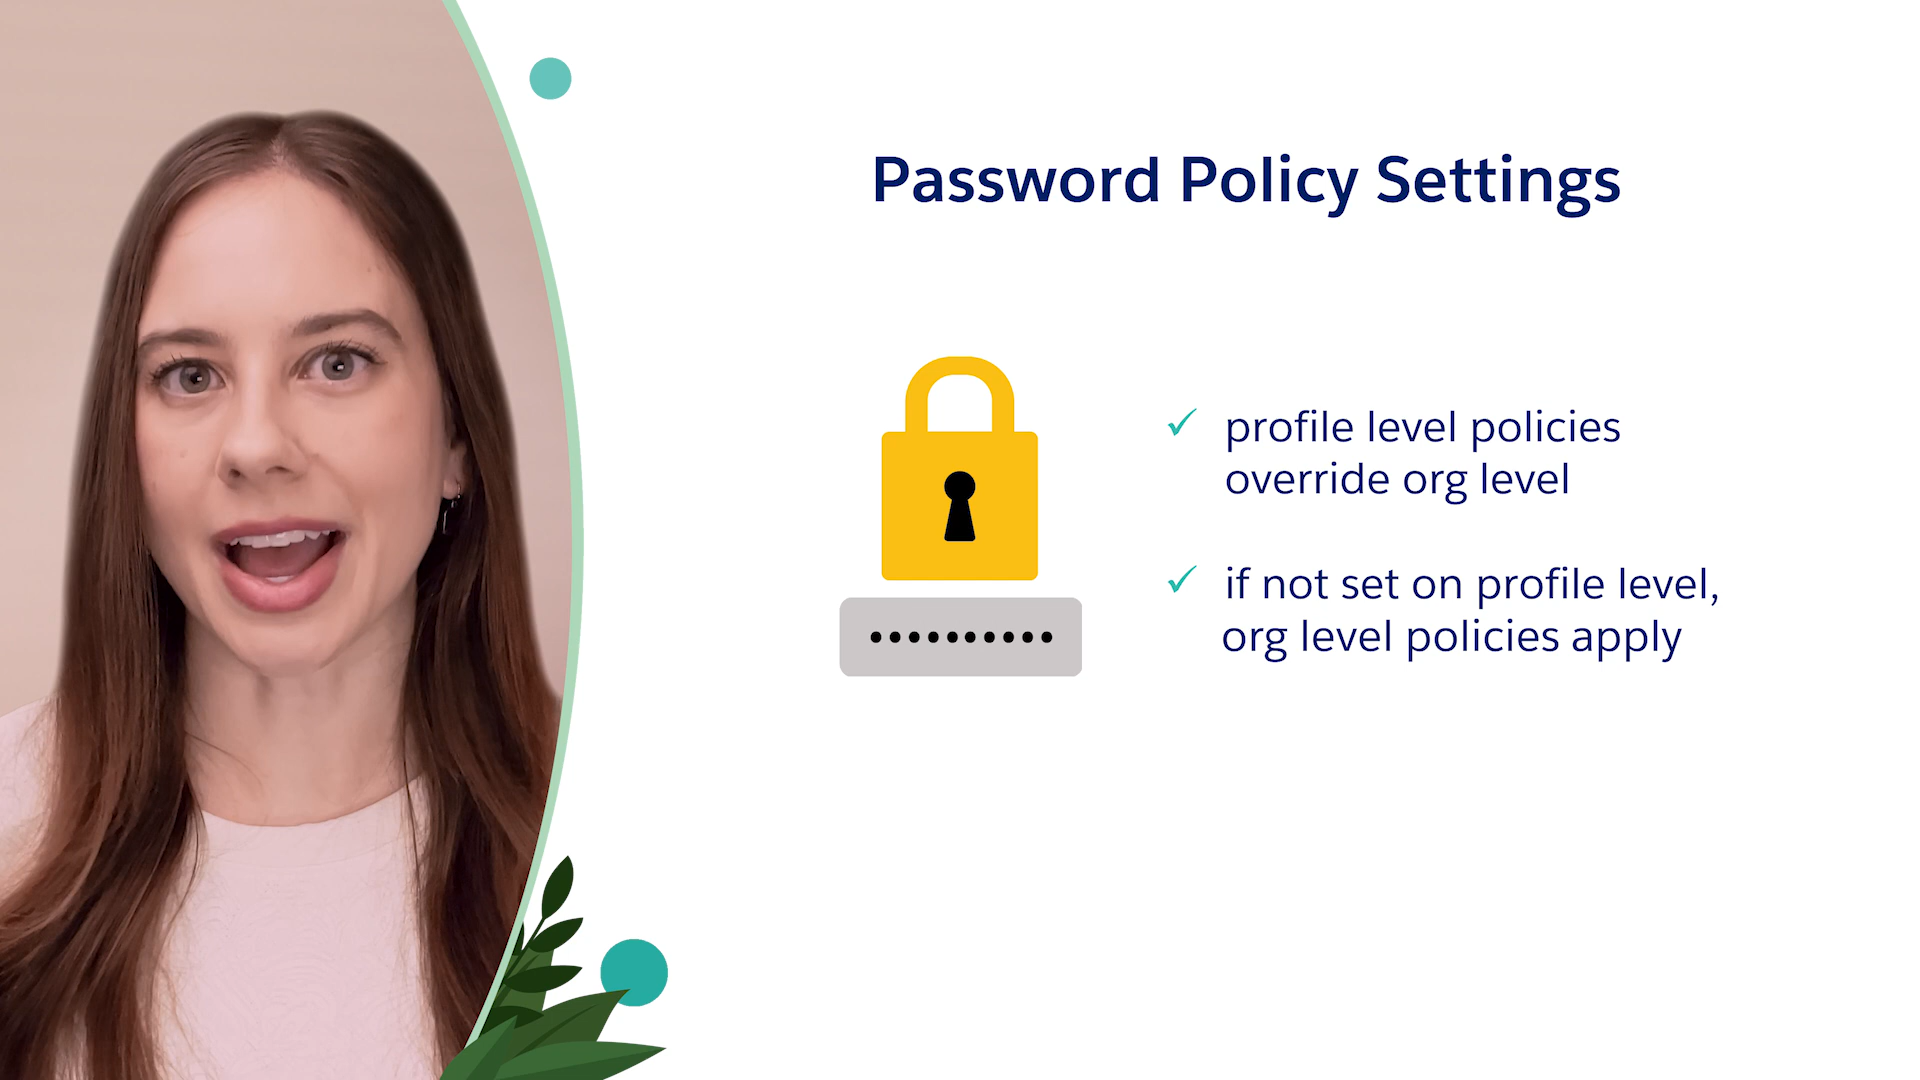 Password Policy Settings
profile level policies
override org level
if not set on profile level,
org level policies apply